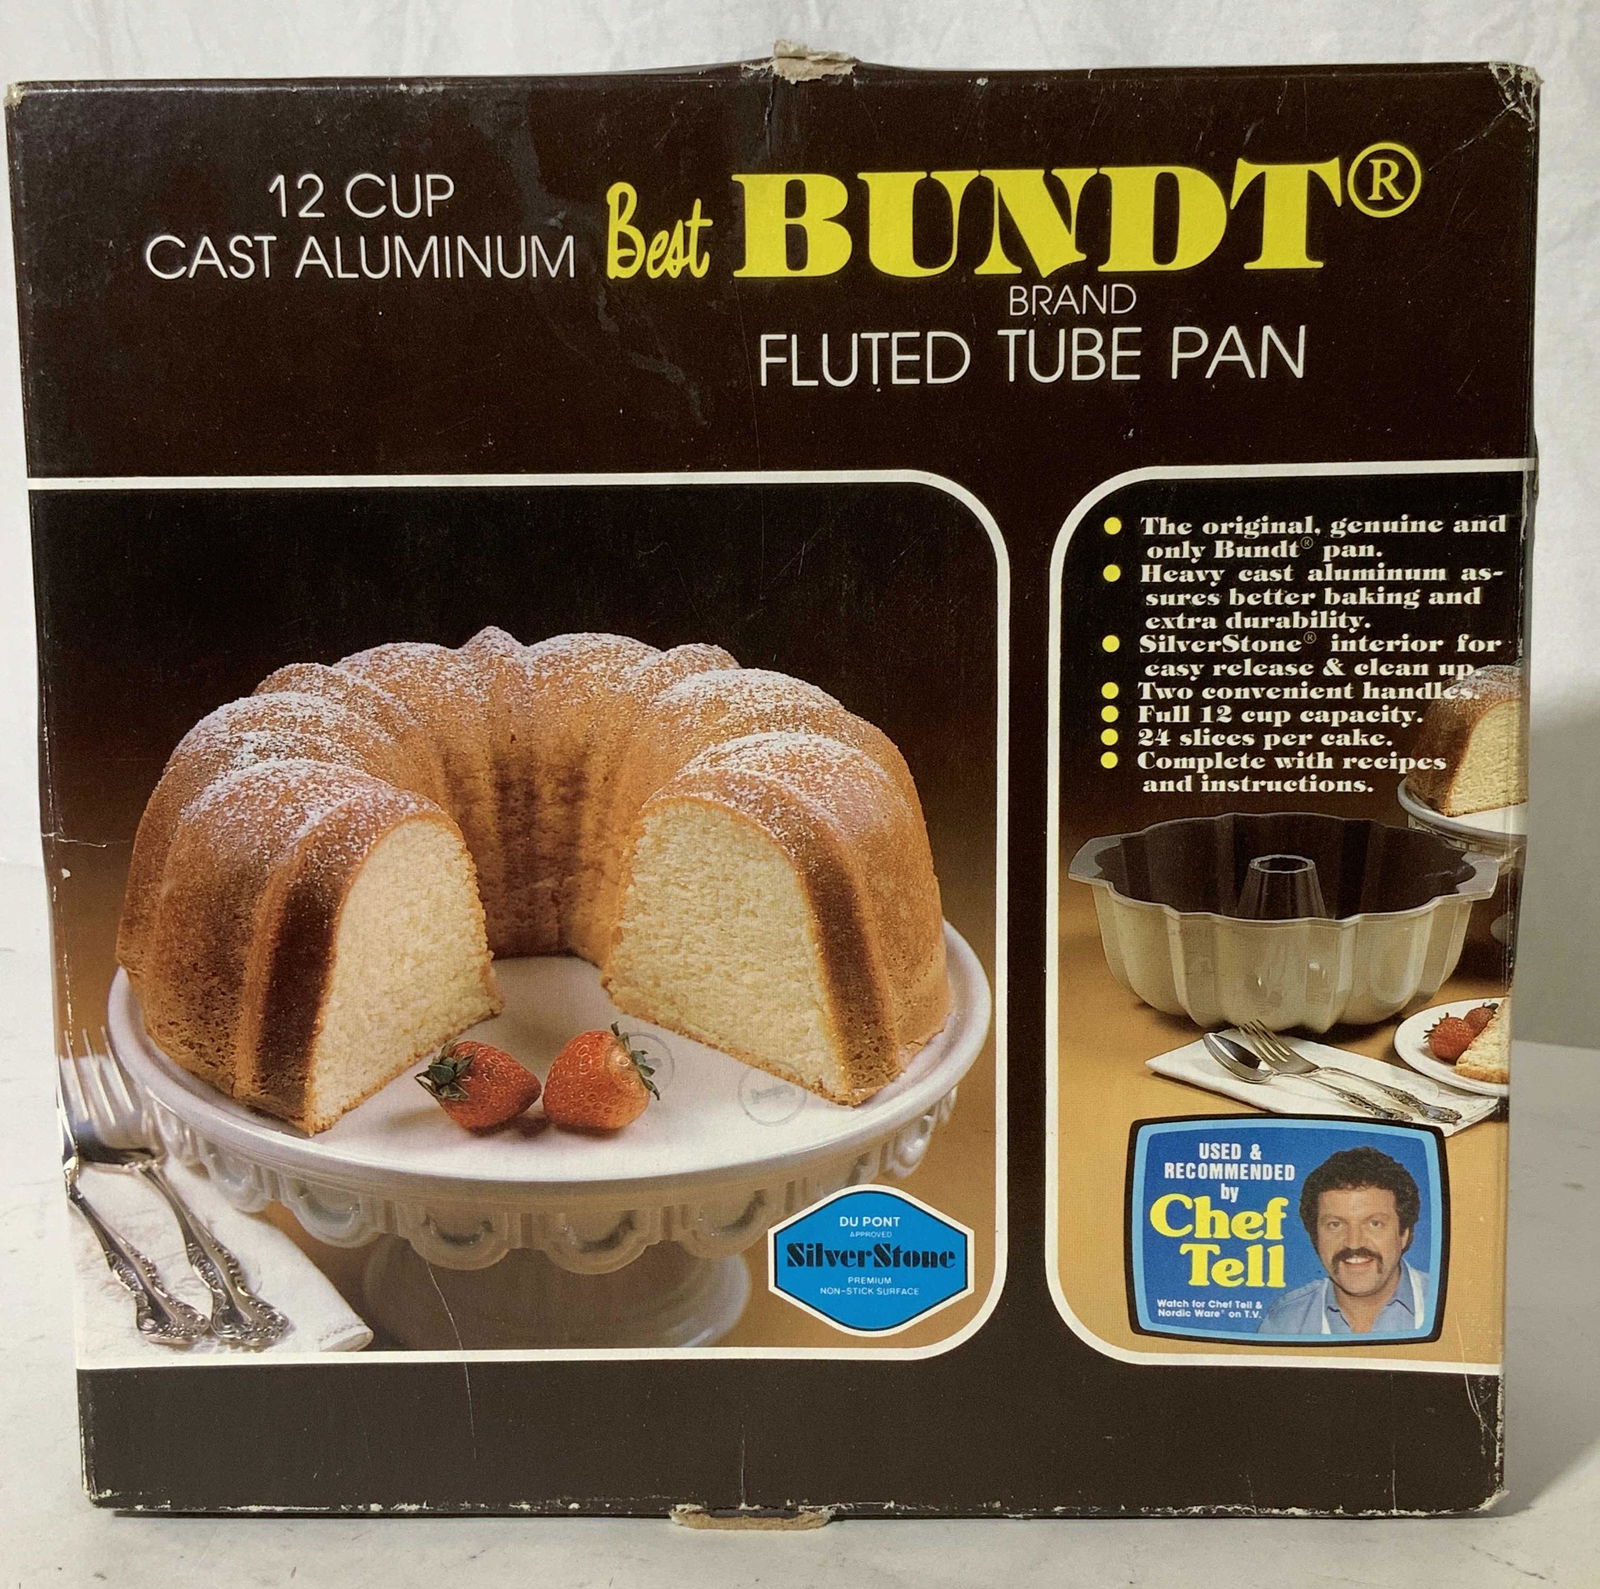 12 CUP
CAST ALUMINUM
Best BUNDT®
BRAND
FLUTED TUBE PAN
● The original, genuine and
only Bundt® pan.
● Heavy cast aluminum as-
sures better baking and
extra durability.
● SilverStone® interior for
easy release & clean up.
● Two convenient handles.
● Full 12 cup capacity.
● 24 slices per cake.
● Complete with recipes
and instructions.
DU PONT
APPROVED
SilverStone
PREMIUM
NON-STICK SURFACE
USED &
RECOMMENDED
by
Chef
Tell
Watch for Chef Tell &
Nordic Ware® on T.V.